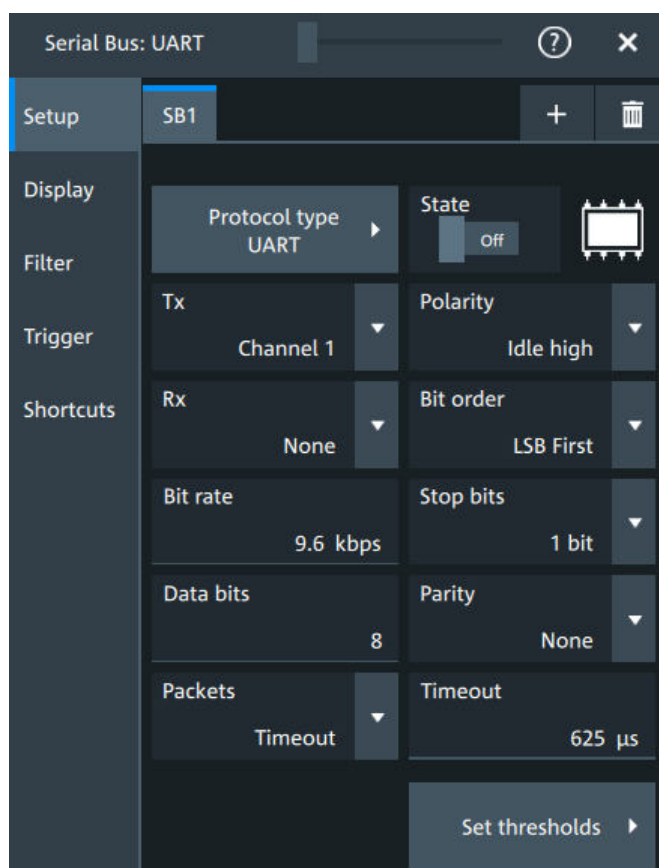 Serial Bus: UART
?
Setup
SB1
+
Display
Filter
Trigger
Shortcuts
Protocol type
UART
State
Off
Tx
Channel 1
Polarity
Idle high
Rx
None
Bit order
LSB First
Bit rate
9.6 kbps
Stop bits
1 bit
Data bits
8
Parity
None
Packets
Timeout
Timeout
625 µs
Set thresholds